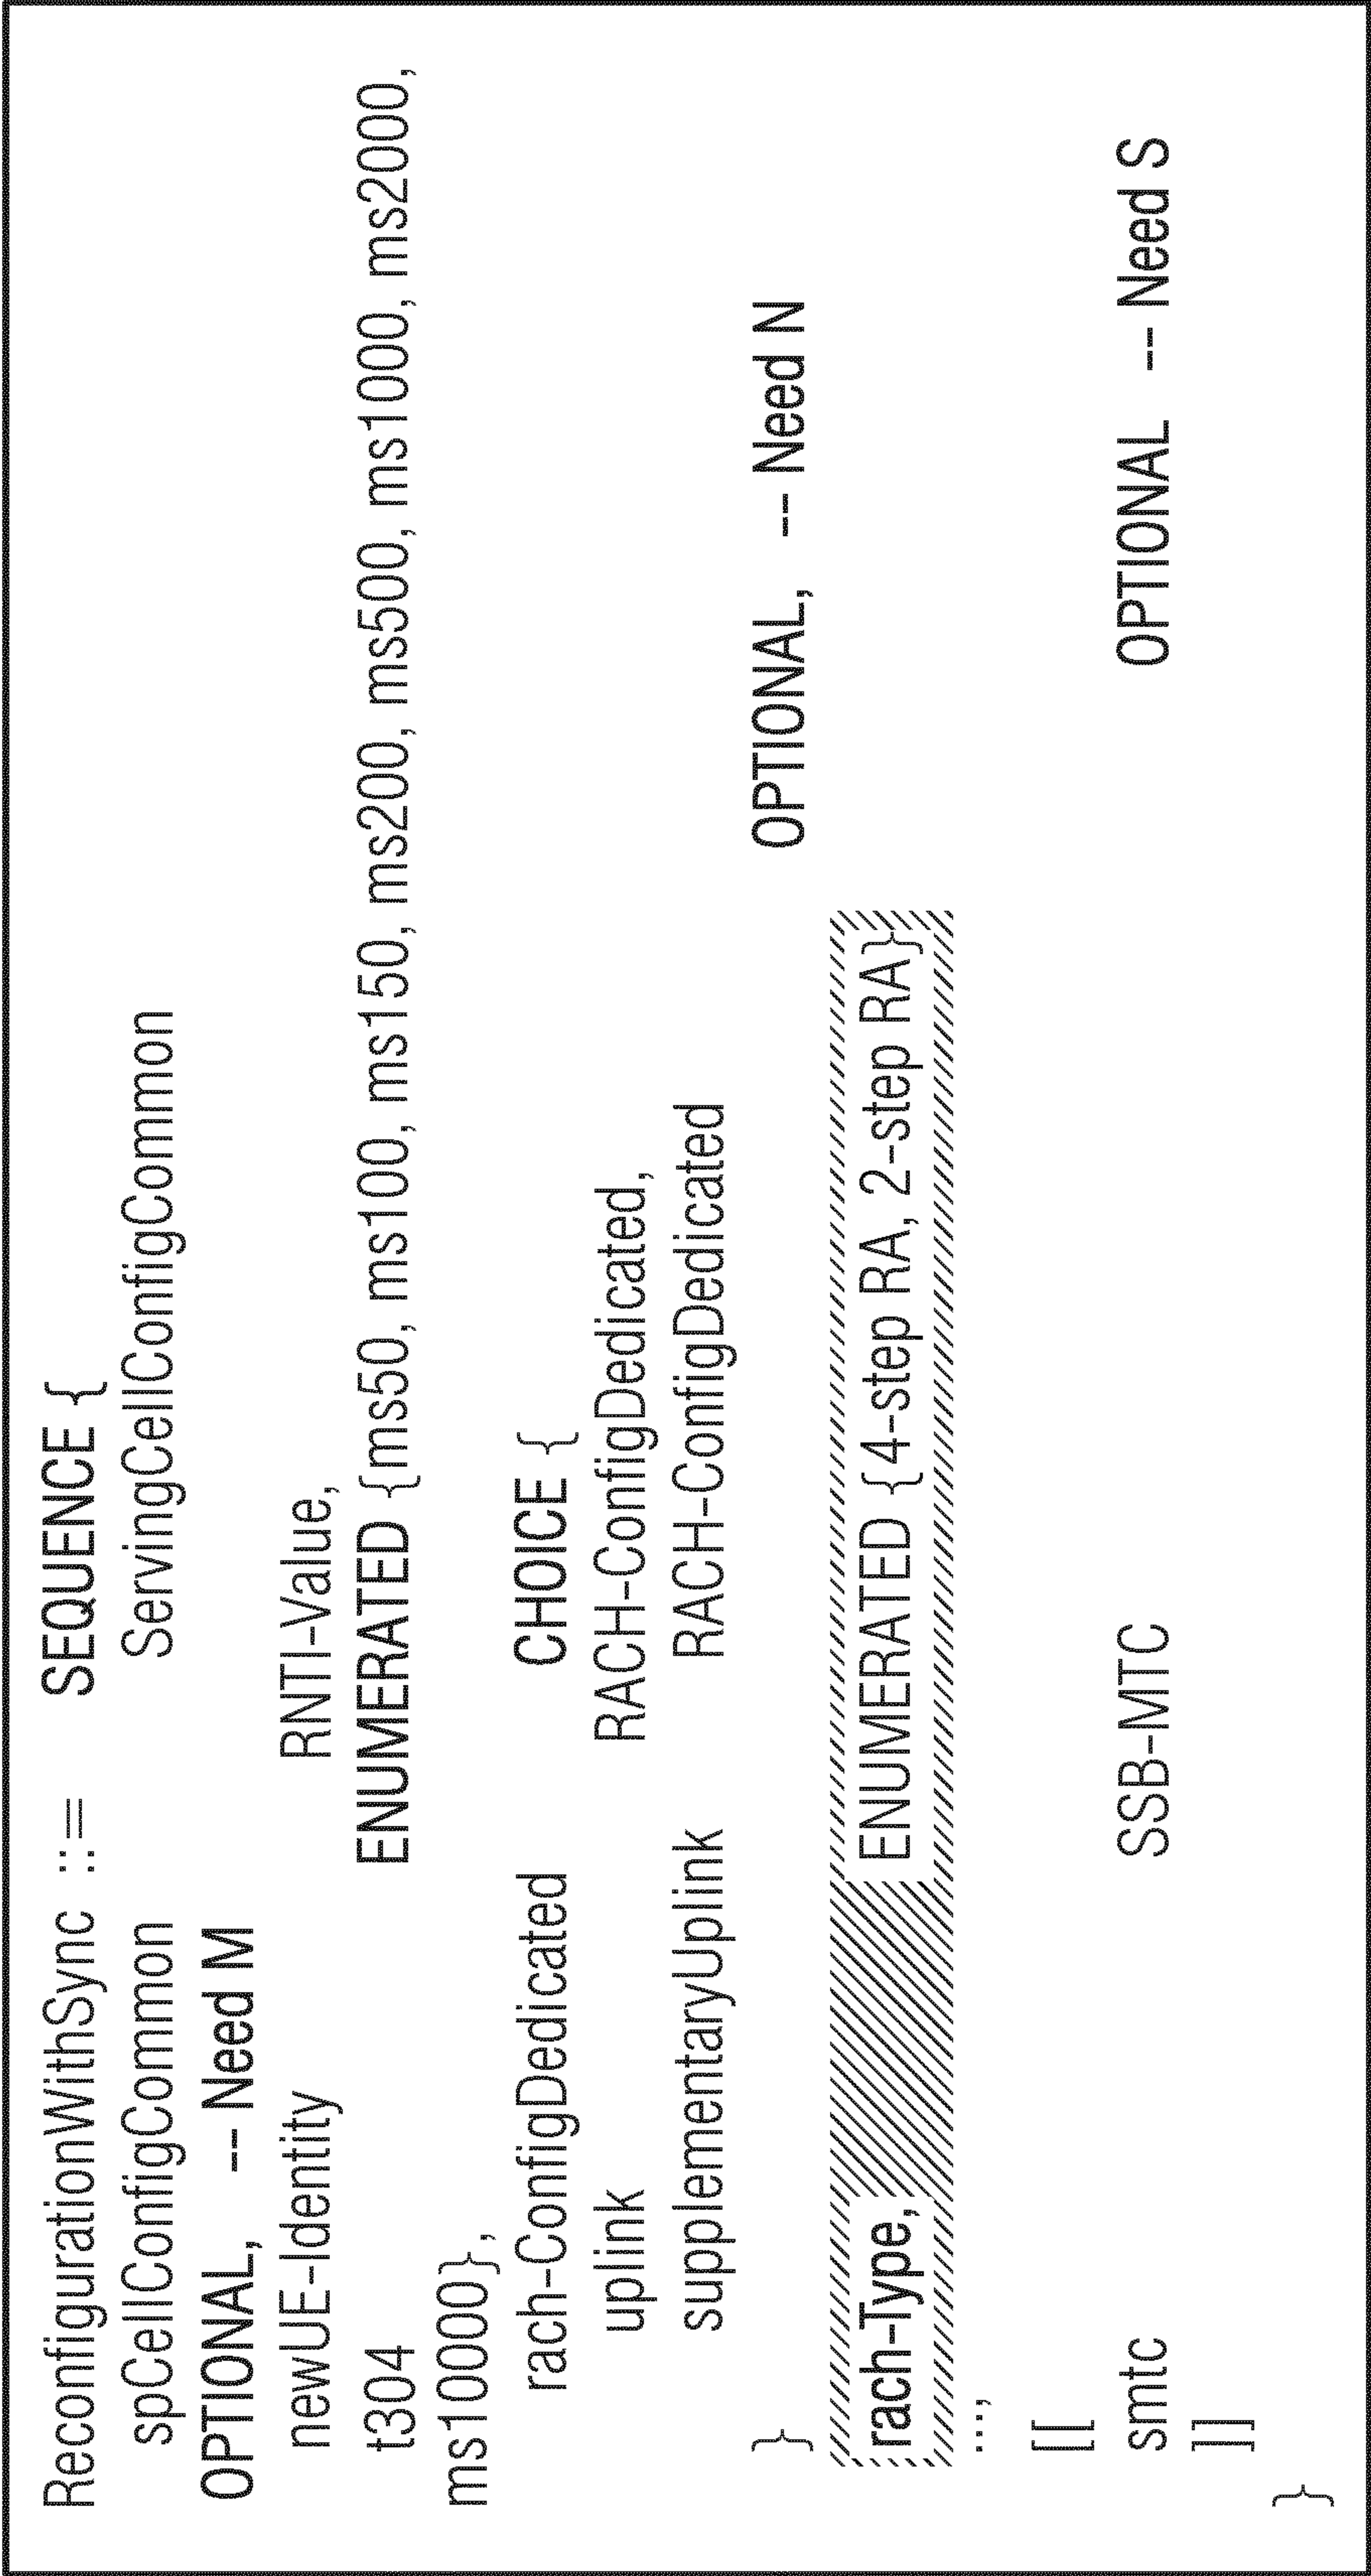 ReconfigurationWithSync ::= SEQUENCE {
spCellConfigCommon ServingCellConfigCommon
OPTIONAL, -- Need M
newUE-Identity RNTI-Value,
t304 ENUMERATED {ms50, ms100, ms150, ms200, ms500, ms1000, ms2000,
ms10000},
rach-ConfigDedicated CHOICE {
uplink RACH-ConfigDedicated,
supplementaryUplink RACH-ConfigDedicated
} OPTIONAL, -- Need N
rach-Type, ENUMERATED {4-step RA, 2-step RA}
...,
[[
smtc SSB-MTC OPTIONAL -- Need S
]]
}